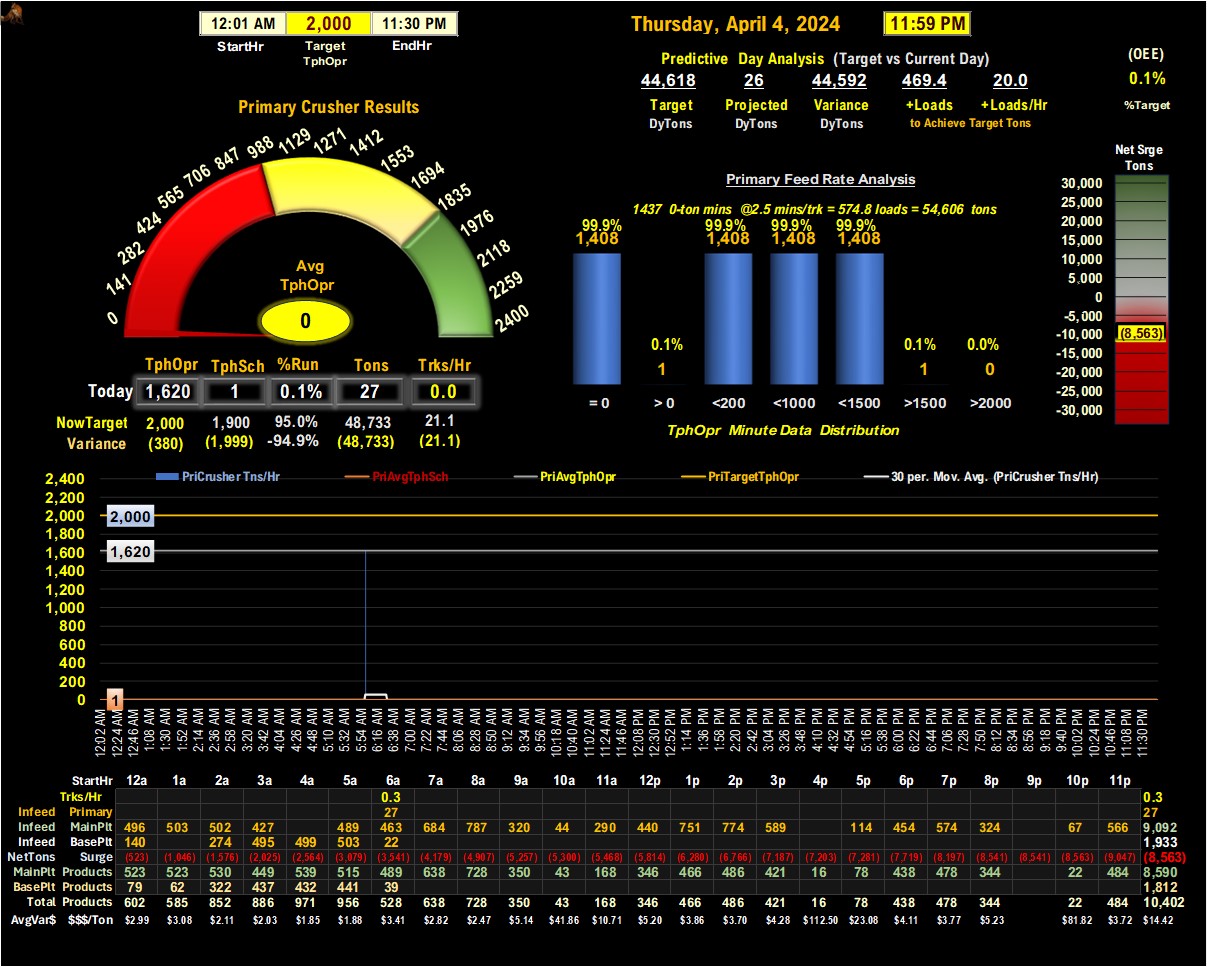 12:01 AM 2,000 11:30 PM
StartHr Target EndHr
TphOpr
Thursday, April 4, 2024 11:59 PM
Predictive Day Analysis (Target vs Current Day)
44,618 26 44,592 469.4 20.0
Target Projected Variance +Loads +Loads/Hr
DyTons DyTons DyTons to Achieve Target Tons
(OEE)
0.1%
%Target
Primary Crusher Results
0 141 282 424 565 706 847 988 1129 1271 1412 1553 1694 1835 1976 2118 2259 2400
Avg
TphOpr
0
TphOpr TphSch %Run Tons Trks/Hr
Today 1,620 1 0.1% 27 0.0
NowTarget 2,000 1,900 95.0% 48,733 21.1
Variance (380) (1,999) -94.9% (48,733) (21.1)
Primary Feed Rate Analysis
1437 0-ton mins @2.5 mins/trk = 574.8 loads = 54,606 tons
99.9% 99.9% 99.9% 99.9%
1,408 1,408 1,408 1,408
0.1% 0.1% 0.0%
1 1 0
= 0 > 0 <200 <1000 <1500 >1500 >2000
TphOpr Minute Data Distribution
Net Srge
Tons
30,000
25,000
20,000
15,000
10,000
5,000
0
-5,000
-10,000 (8,563)
-15,000
-20,000
-25,000
-30,000
PriCrusher Tns/Hr PriAvgTphSch PriAvgTphOpr PriTargetTphOpr 30 per. Mov. Avg. (PriCrusher Tns/Hr)
2,400
2,200
2,000 2,000
1,800
1,600 1,620
1,400
1,200
1,000
800
600
400
200
0 1
12:02 AM 12:24 AM 12:46 AM 1:08 AM 1:30 AM 1:52 AM 2:14 AM 2:36 AM 2:58 AM 3:20 AM 3:42 AM 4:04 AM 4:26 AM 4:48 AM 5:10 AM 5:32 AM 5:54 AM 6:16 AM 6:38 AM 7:00 AM 7:22 AM 7:44 AM 8:06 AM 8:28 AM 8:50 AM 9:12 AM 9:34 AM 9:56 AM 10:18 AM 10:40 AM 11:02 AM 11:24 AM 11:46 AM 12:08 PM 12:30 PM 12:52 PM 1:14 PM 1:36 PM 1:58 PM 2:20 PM 2:42 PM 3:04 PM 3:26 PM 3:48 PM 4:10 PM 4:32 PM 4:54 PM 5:16 PM 5:38 PM 6:00 PM 6:22 PM 6:44 PM 7:06 PM 7:28 PM 7:50 PM 8:12 PM 8:34 PM 8:56 PM 9:18 PM 9:40 PM 10:02 PM 10:24 PM 10:46 PM 11:08 PM 11:30 PM
StartHr 12a 1a 2a 3a 4a 5a 6a 7a 8a 9a 10a 11a 12p 1p 2p 3p 4p 5p 6p 7p 8p 9p 10p 11p
Trks/Hr 0.3 0.3
Infeed Primary 27 27
Infeed MainPlt 496 503 502 427 489 463 684 787 320 44 290 440 751 774 589 114 454 574 324 67 566 9,092
Infeed BasePlt 140 274 495 499 503 22 1,933
NetTons Surge (523) (1,046) (1,576) (2,025) (2,564) (3,079) (3,541) (4,179) (4,907) (5,257) (5,300) (5,468) (5,814) (6,280) (6,766) (7,187) (7,203) (7,281) (7,719) (8,197) (8,541) (8,541) (8,563) (9,047) (8,563)
MainPlt Products 523 523 530 449 539 515 489 638 728 350 43 168 346 466 486 421 16 78 438 478 344 22 484 8,590
BasePlt Products 79 62 322 437 432 441 39 1,812
Total Products 602 585 852 886 971 956 528 638 728 350 43 168 346 466 486 421 16 78 438 478 344 22 484 10,402
AvgVar$ $$$/Ton $2.99 $3.08 $2.11 $2.03 $1.85 $1.88 $3.41 $2.82 $2.47 $5.14 $41.86 $10.71 $5.20 $3.86 $3.70 $4.28 $112.50 $23.08 $4.11 $3.77 $5.23 $81.82 $3.72 $14.42